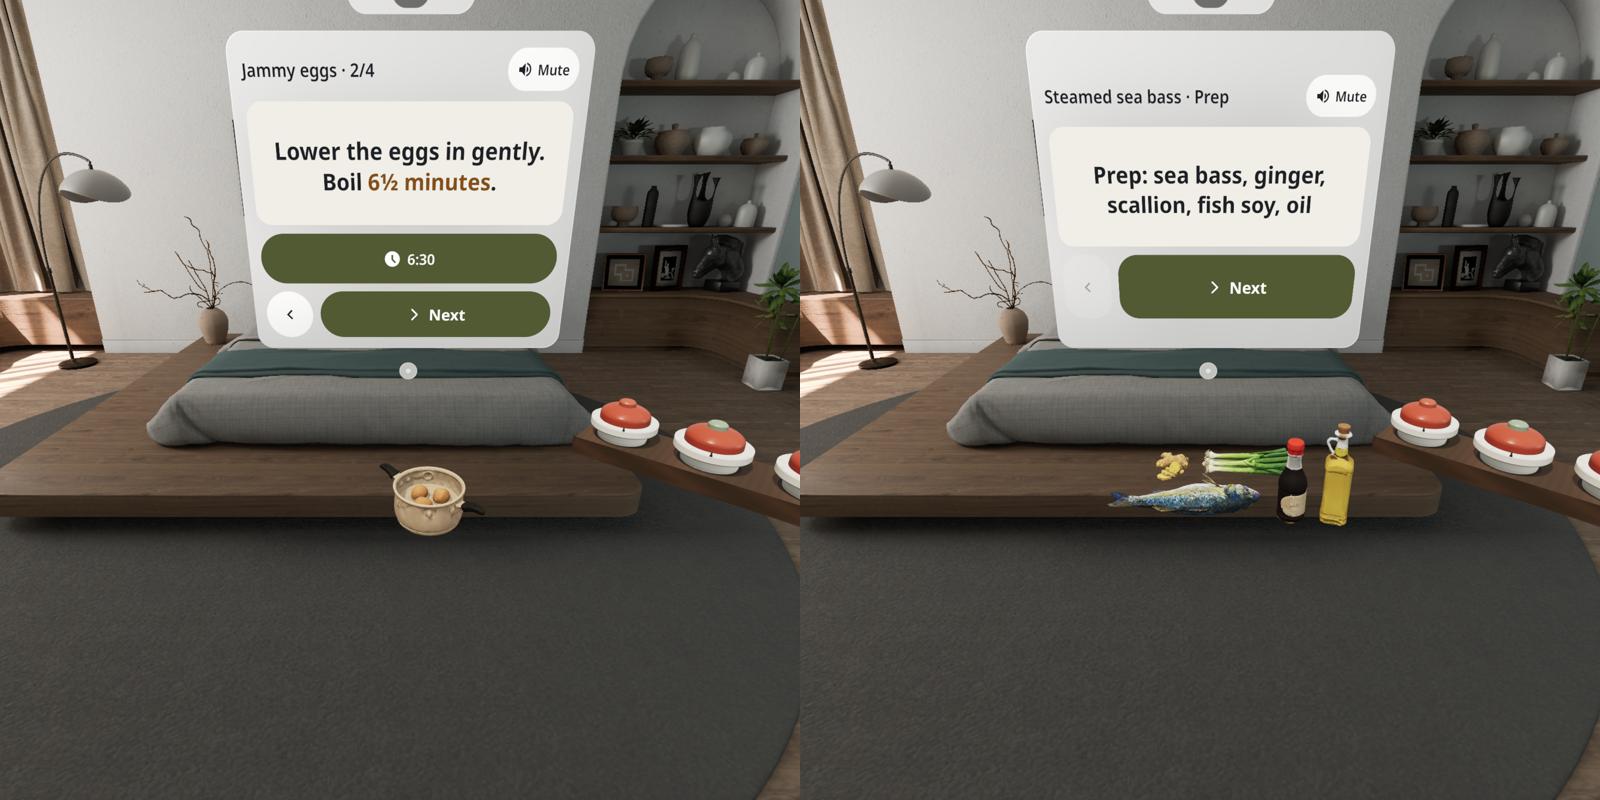 Jammy eggs · 2/4
Mute
Lower the eggs in gently.
Boil 6½ minutes.
6:30
Next
Steamed sea bass · Prep
Mute
Prep: sea bass, ginger,
scallion, fish soy, oil
Next